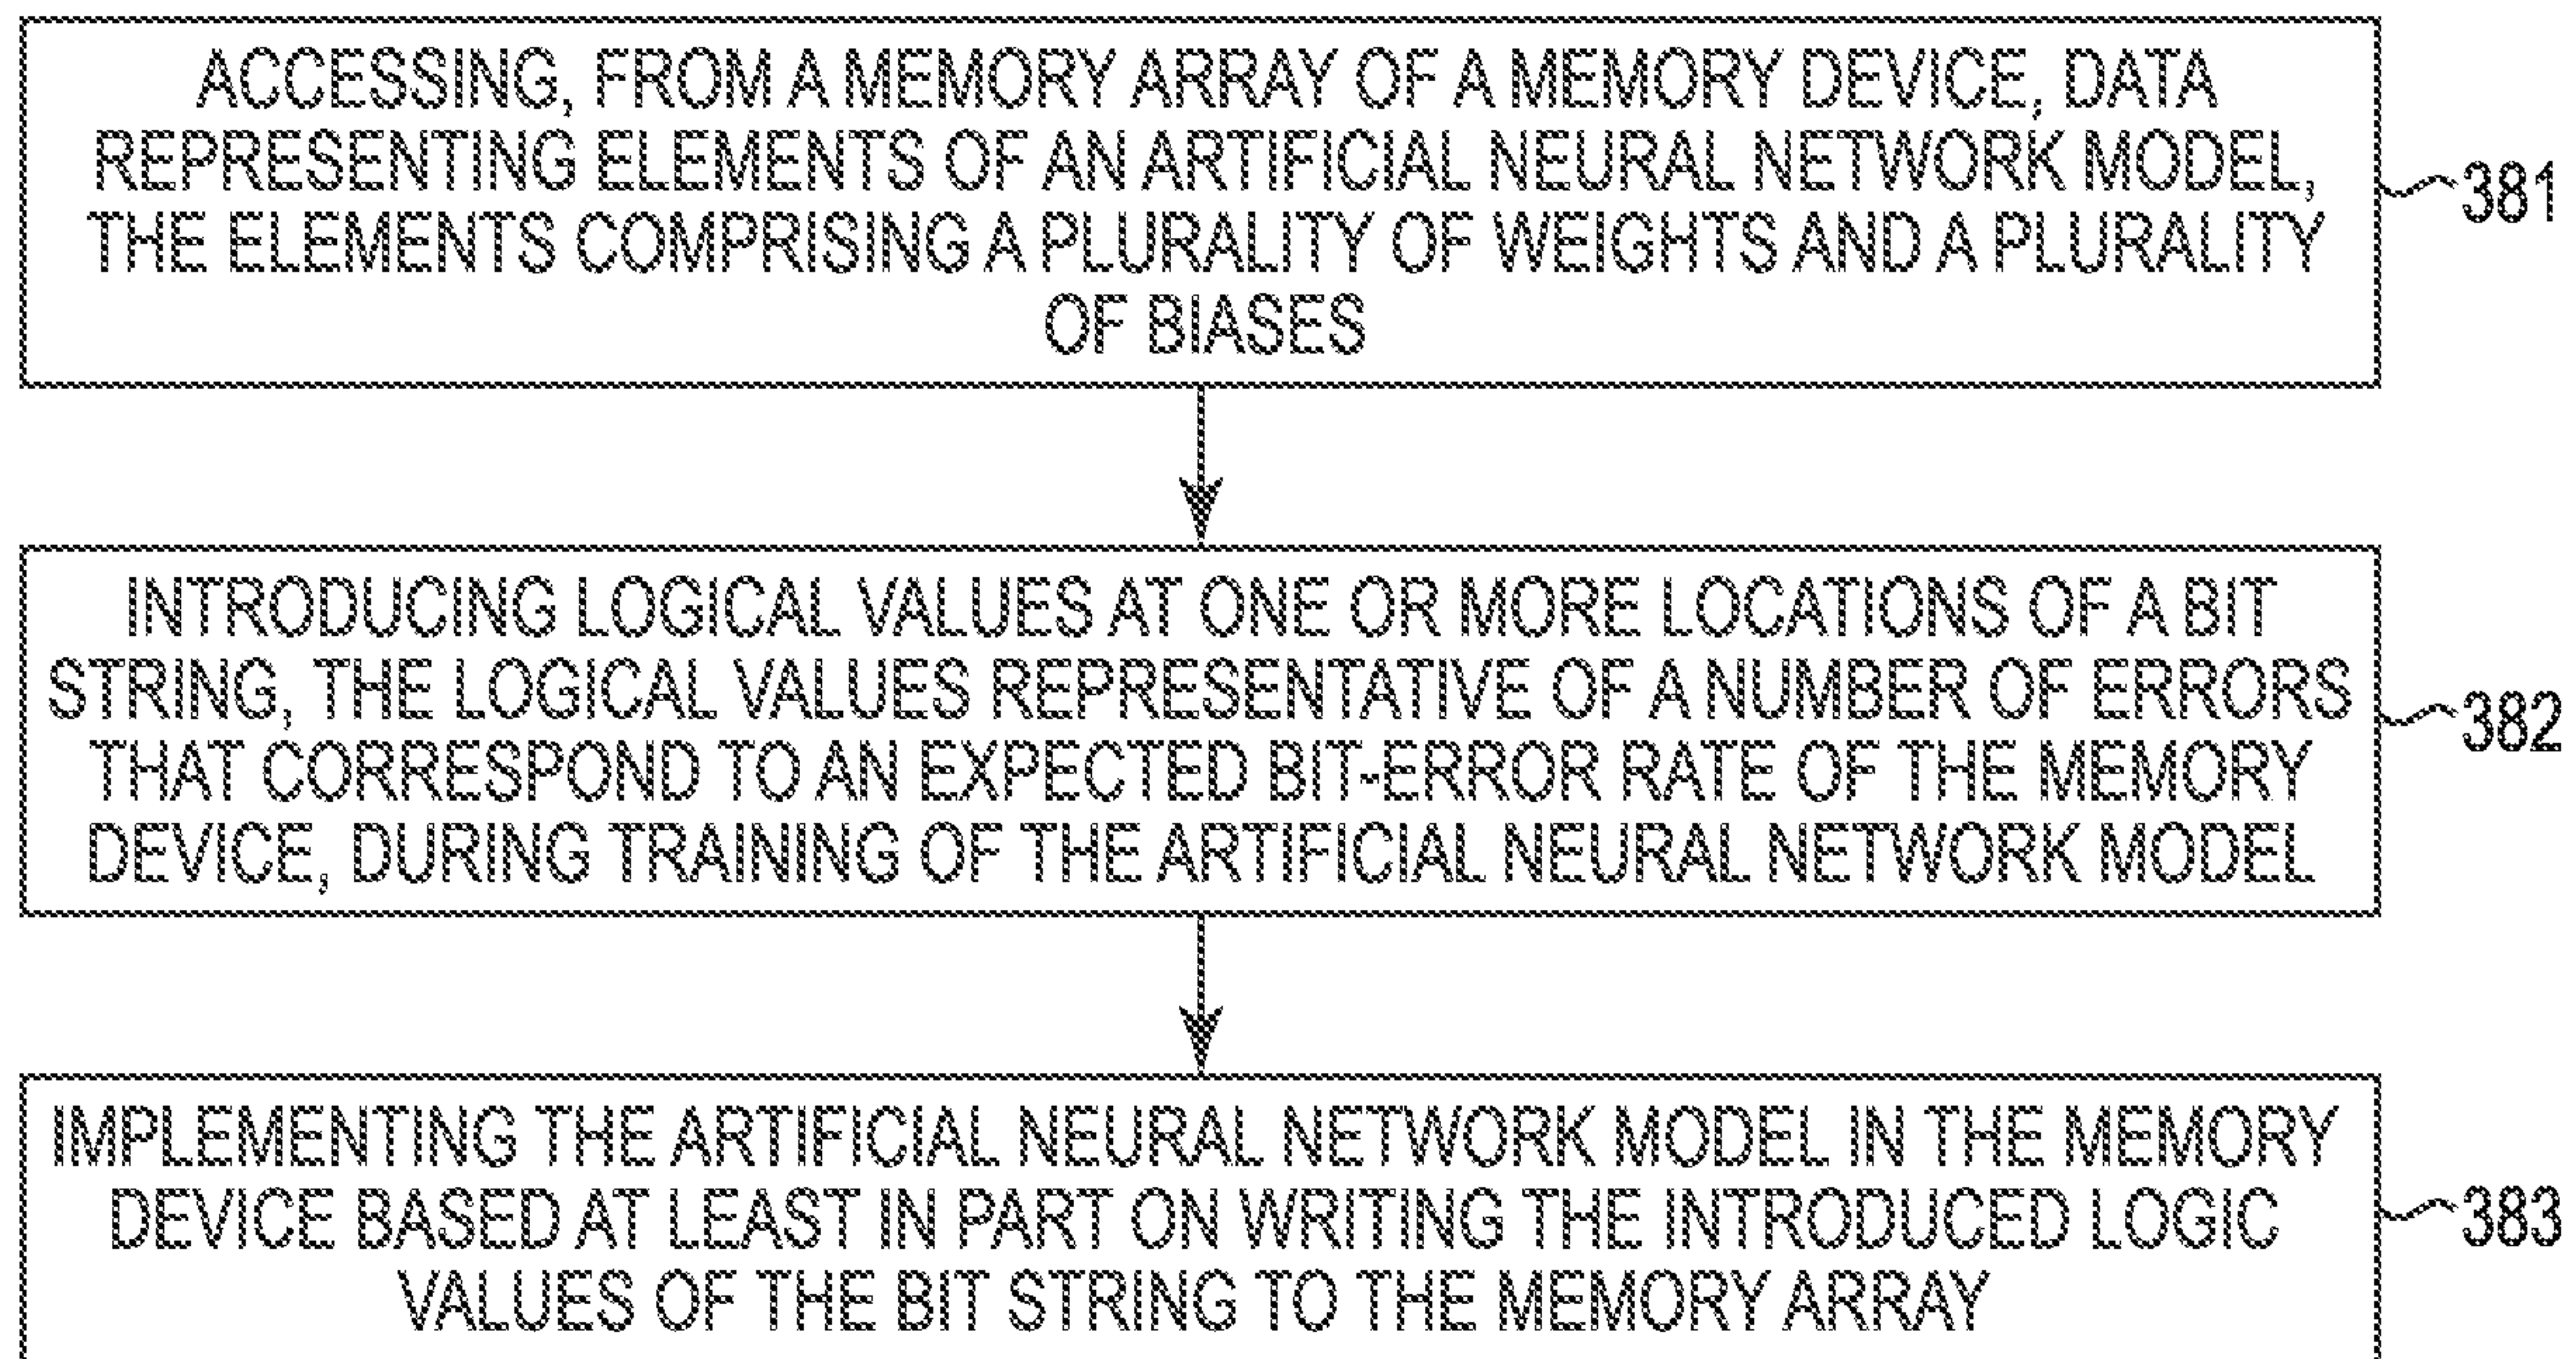 ACCESSING, FROM A MEMORY ARRAY OF A MEMORY DEVICE, DATA
REPRESENTING ELEMENTS OF AN ARTIFICIAL NEURAL NETWORK MODEL,
THE ELEMENTS COMPRISING A PLURALITY OF WEIGHTS AND A PLURALITY
OF BIASES
381
INTRODUCING LOGICAL VALUES AT ONE OR MORE LOCATIONS OF A BIT
STRING, THE LOGICAL VALUES REPRESENTATIVE OF A NUMBER OF ERRORS
THAT CORRESPOND TO AN EXPECTED BIT-ERROR RATE OF THE MEMORY
DEVICE, DURING TRAINING OF THE ARTIFICIAL NEURAL NETWORK MODEL
382
IMPLEMENTING THE ARTIFICIAL NEURAL NETWORK MODEL IN THE MEMORY
DEVICE BASED AT LEAST IN PART ON WRITING THE INTRODUCED LOGIC
VALUES OF THE BIT STRING TO THE MEMORY ARRAY
383